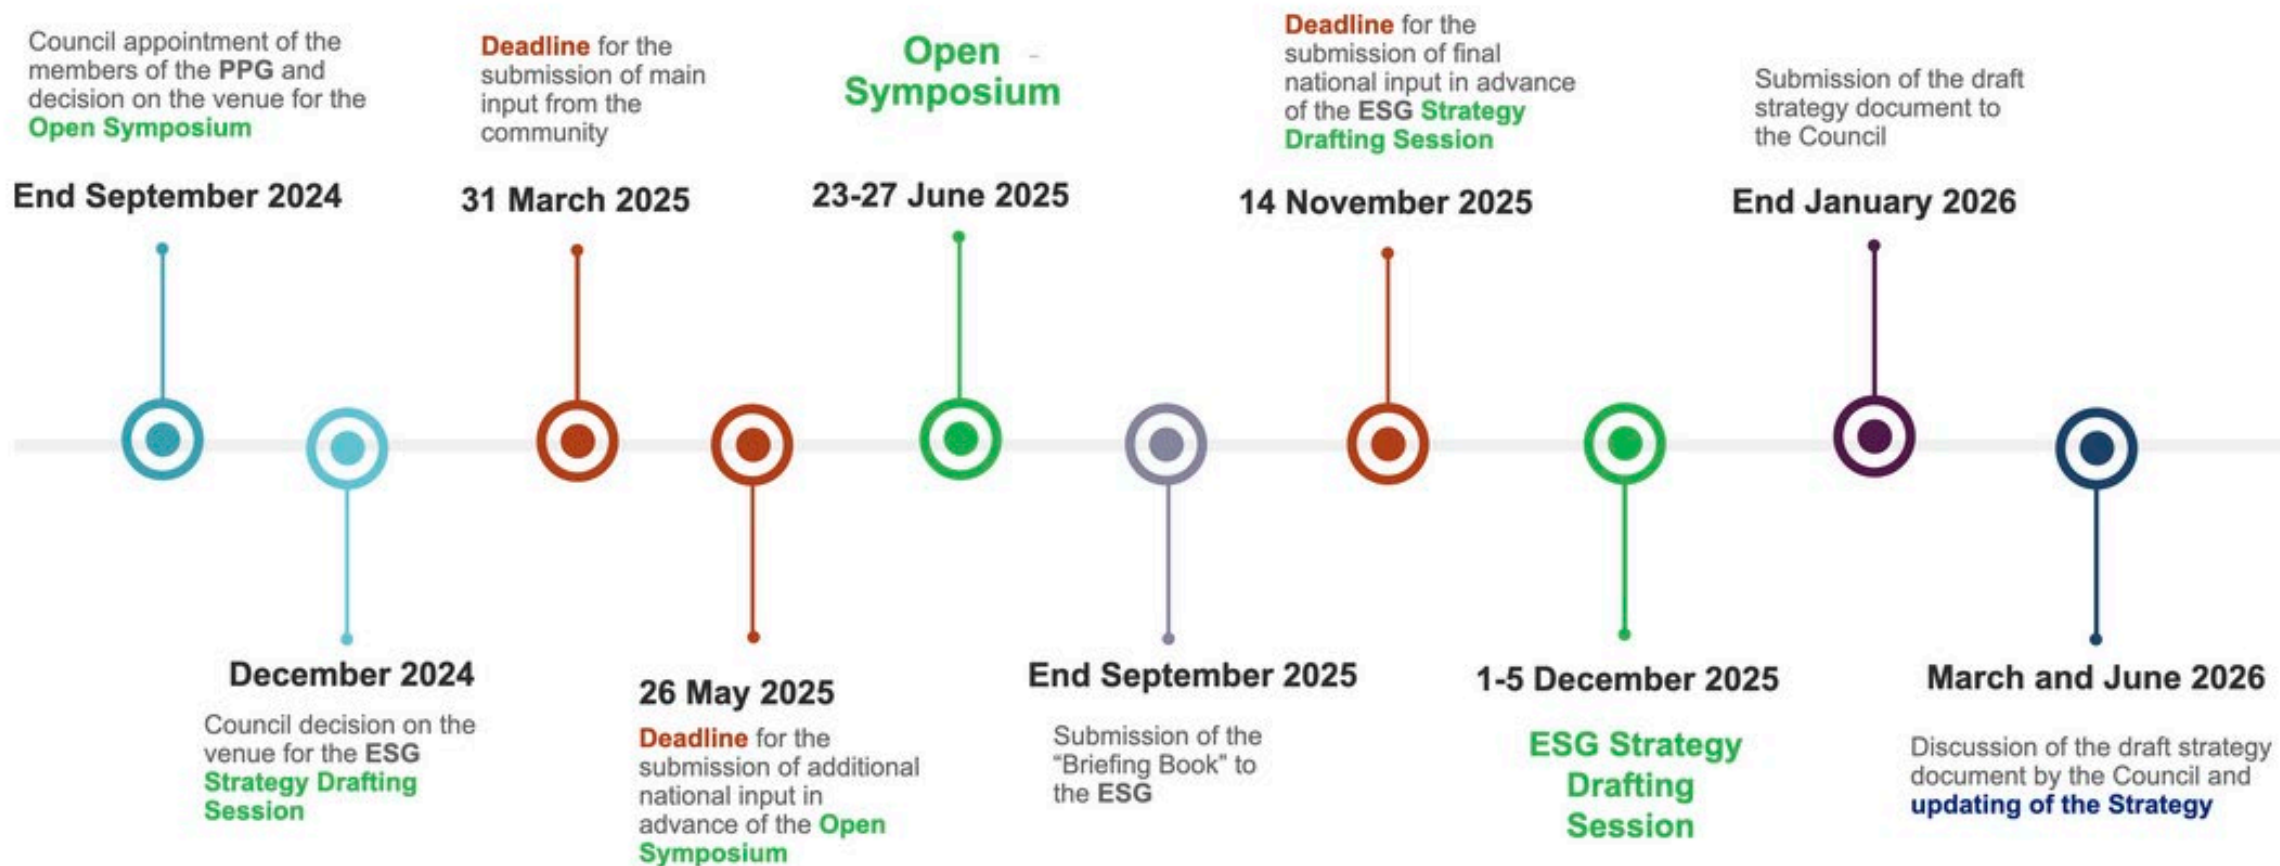 Council appointment of the
members of the PPG and
decision on the venue for the
Open Symposium
End September 2024
December 2024
Council decision on the
venue for the ESG
Strategy Drafting
Session
Deadline for the
submission of main
input from the
community
31 March 2025
26 May 2025
Deadline for the
submission of additional
national input in
advance of the Open
Symposium
Open
Symposium
23-27 June 2025
End September 2025
Submission of the
“Briefing Book” to
the ESG
Deadline for the
submission of final
national input in advance
of the ESG Strategy
Drafting Session
14 November 2025
1-5 December 2025
ESG Strategy
Drafting
Session
Submission of the draft
strategy document to
the Council
End January 2026
March and June 2026
Discussion of the draft strategy
document by the Council and
updating of the Strategy